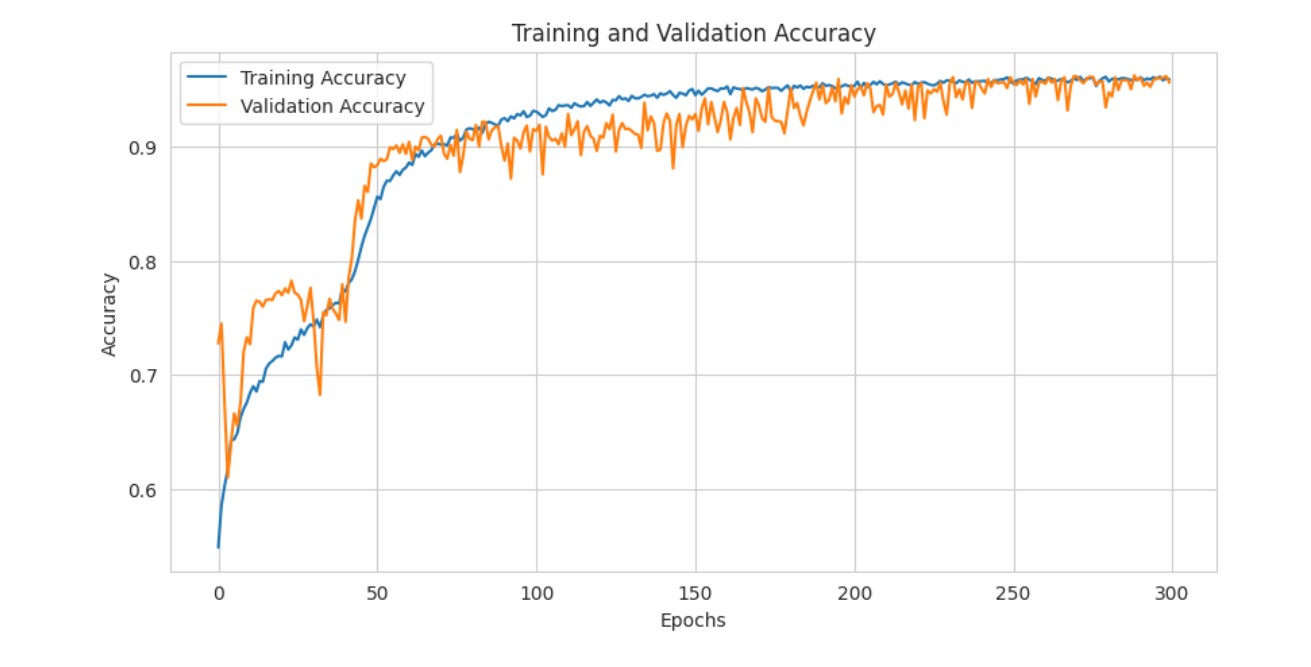 Training and Validation Accuracy
Training Accuracy
Validation Accuracy
0.9
0.8
0.7
0.6
Accuracy
0
50
100
150
200
250
300
Epochs